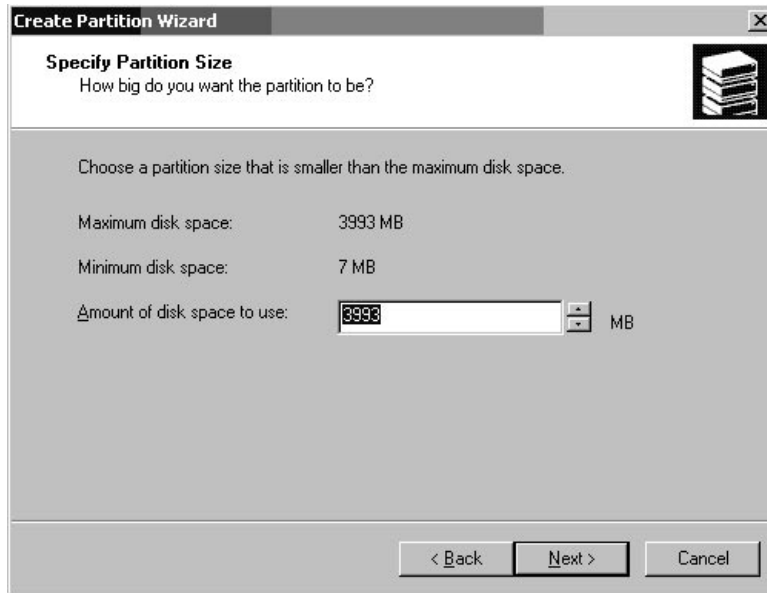 Create Partition Wizard
Specify Partition Size
How big do you want the partition to be?
Choose a partition size that is smaller than the maximum disk space.
Maximum disk space: 3993 MB
Minimum disk space: 7 MB
Amount of disk space to use: 3993 MB
< Back Next > Cancel